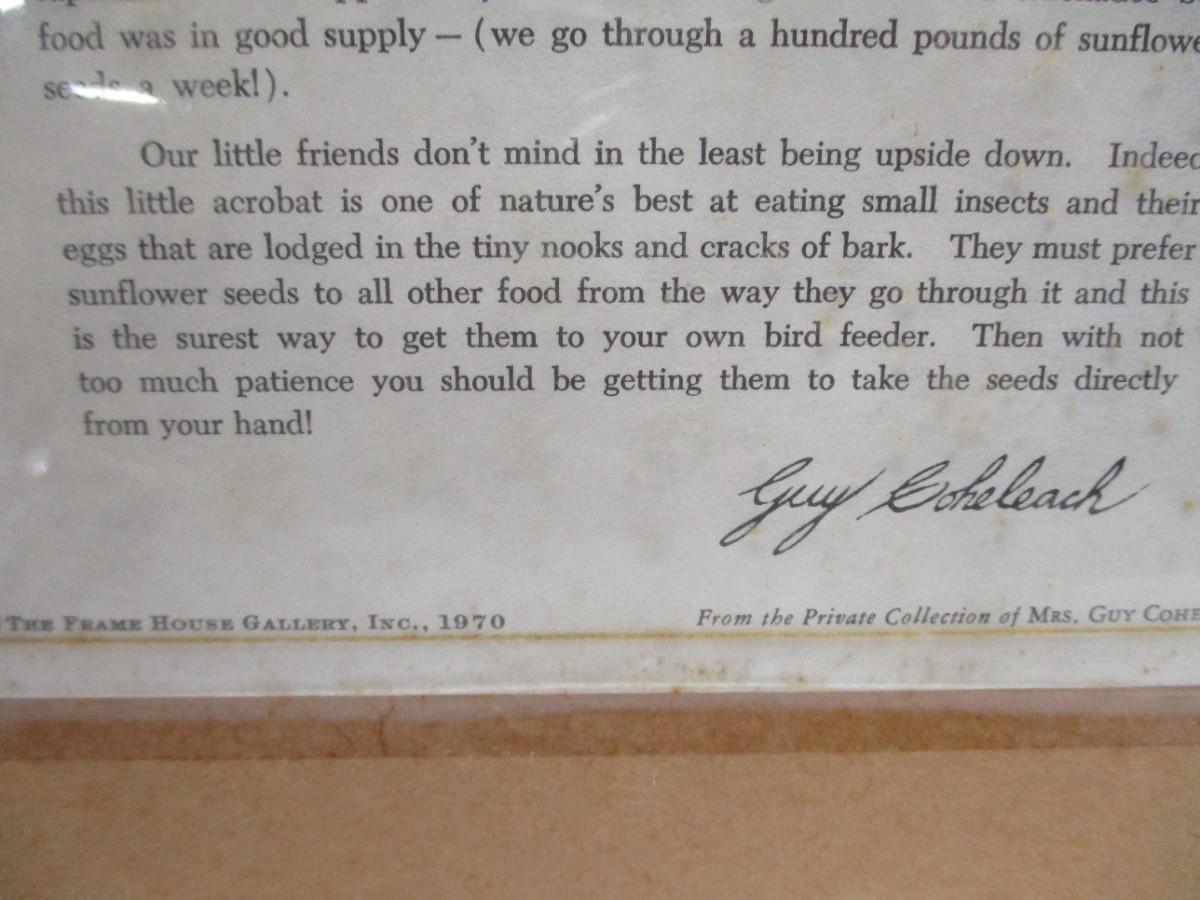 food was in good supply — (we go through a hundred pounds of
seeds a week!).
Our little friends don't mind in the least being upside down. Indeed
this little acrobat is one of nature's best at eating small insects and their
eggs that are lodged in the tiny nooks and cracks of bark. They must prefer
sunflower seeds to all other food from the way they go through it and this
is the surest way to get them to your own bird feeder. Then with not
too much patience you should be getting them to take the seeds directly
from your hand!
Guy Coheleach
THE FRAME HOUSE GALLERY, INC., 1970
From the Private Collection of MRS. GUY